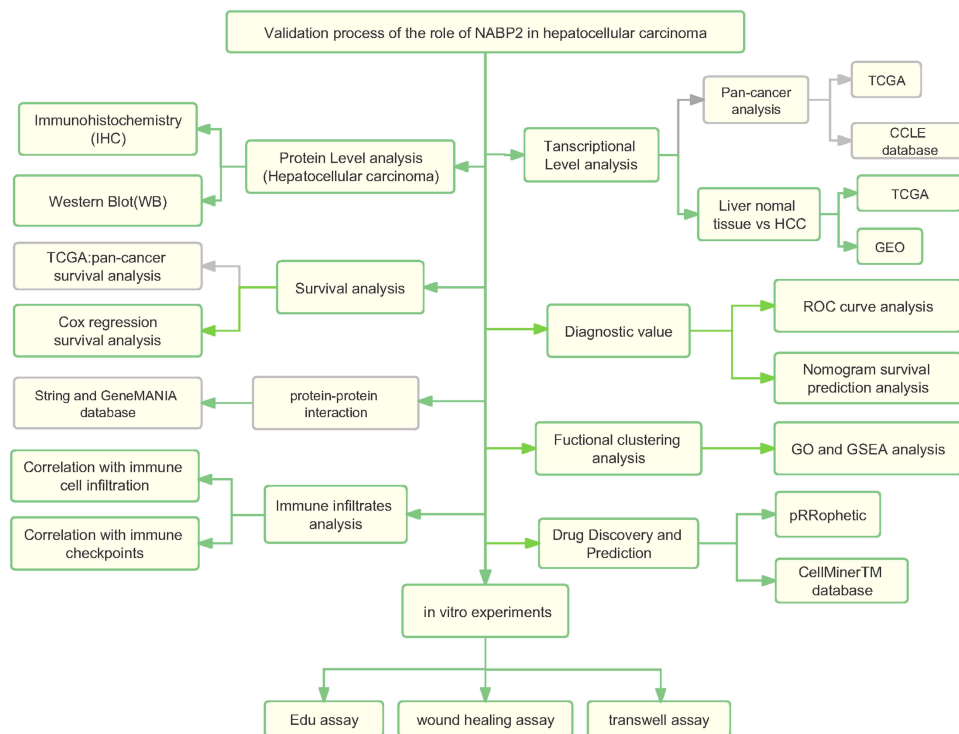 Validation process of the role of NABP2 in hepatocellular carcinoma
Immunohistochemistry
(IHC)
Western Blot(WB)
Protein Level analysis
(Hepatocellular carcinoma)
Tanscriptional
Level analysis
Pan-cancer
analysis
TCGA
CCLE
database
Liver nomal
tissue vs HCC
TCGA
GEO
TCGA:pan-cancer
survival analysis
Cox regression
survival analysis
Survival analysis
Diagnostic value
ROC curve analysis
Nomogram survival
prediction analysis
String and GeneMANIA
database
protein-protein
interaction
Fuctional clustering
analysis
GO and GSEA analysis
Correlation with immune
cell infiltration
Correlation with immune
checkpoints
Immune infiltrates
analysis
Drug Discovery and
Prediction
pRRophetic
CellMinerTM
database
in vitro experiments
Edu assay
wound healing assay
transwell assay